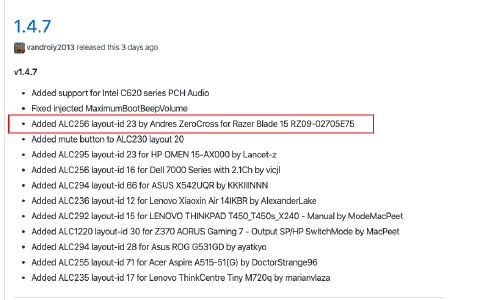 1.4.7
vandroiy2013 released this 3 days ago
v1.4.7
• Added support for Intel C620 series PCH Audio
• Fixed injected MaximumBootBeepVolume
• Added ALC256 layout-id 23 by Andres ZeroCross for Razer Blade 15 RZ09-02705E75
• Added mute button to ALC230 layout 20
• Added ALC295 layout-id 23 for HP OMEN 15-AX000 by Lancet-z
• Added ALC256 layout-id 16 for Dell 7000 Series with 2.1Ch by vicjl
• Added ALC294 layout-id 66 for ASUS X542UQR by KKKIIINNN
• Added ALC236 layout-id 12 for Lenovo Xiaoxin Air 14IKBR by AlexanderLake
• Added ALC292 layout-id 15 for LENOVO THINKPAD T450_T450s_X240 - Manual by ModeMacPeet
• Added ALC1220 layout-id 30 for Z370 AORUS Gaming 7 - Output SP/HP SwitchMode by MacPeet
• Added ALC294 layout-id 28 for Asus ROG G531GD by ayatkyo
• Added ALC255 layout-id 71 for Acer Aspire A515-51(G) by DoctorStrange96
• Added ALC235 layout-id 17 for Lenovo ThinkCentre Tiny M720q by marianvlaza